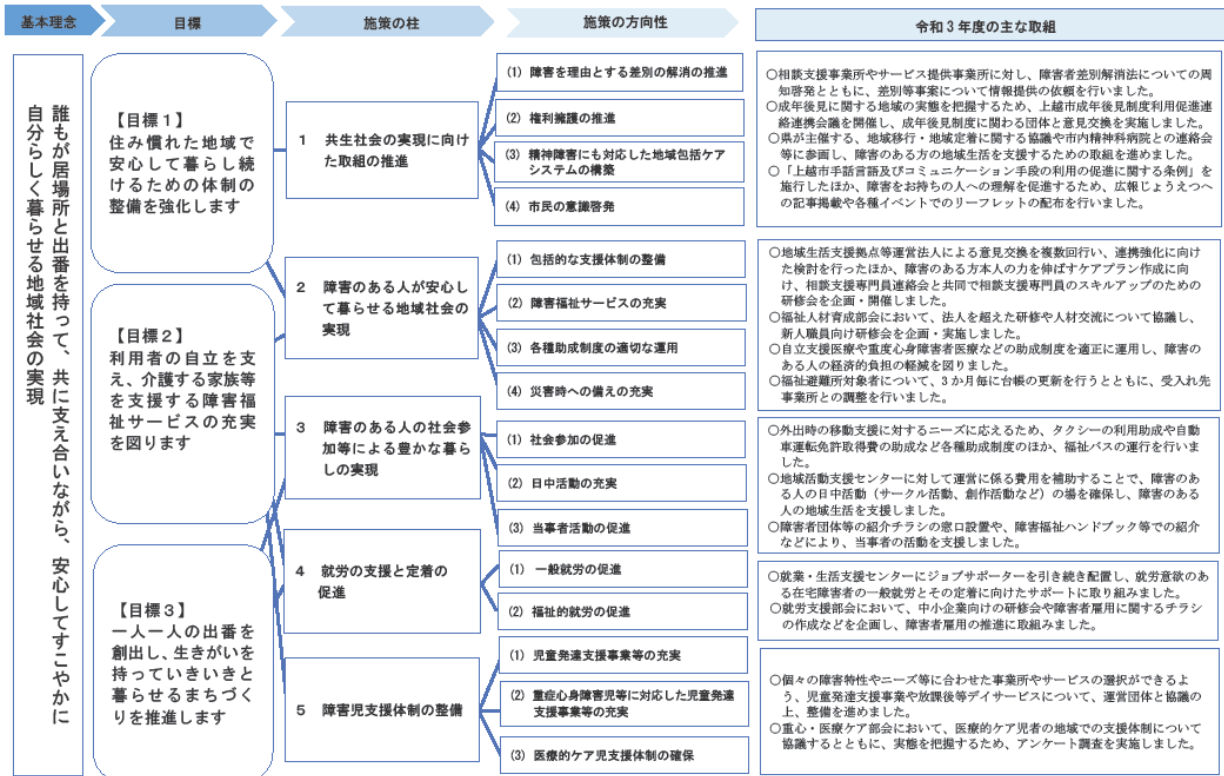 基本理念
目標
施策の柱
施策の方向性
令和3年度の主な取組
誰もが居場所と出番を持って、共に支え合いながら、安心してすこやかに
自分らしく暮らせる地域社会の実現
【目標1】
住み慣れた地域で
安心して暮らし続
けるための体制の
整備を強化します
【目標2】
利用者の自立を支
え、介護する家族等
を支援する障害福
祉サービスの充実
を図ります
【目標3】
一人一人の出番を
創出し、生きがいを
持っていきいきと
暮らせるまちづく
りを推進します
1 共生社会の実現に向け
た取組の推進
(1) 障害を理由とする差別の解消の推進
(2) 権利擁護の推進
(3) 精神障害にも対応した地域包括ケア
システムの構築
(4) 市民の意識啓発
○相談支援事業所やサービス提供事業所に対し、障害者差別解消法についての周
知啓発とともに、差別等事案について情報提供の依頼を行いました。
○成年後見に関する地域の実態を把握するため、上越市成年後見制度利用促進連
絡連携会議を開催し、成年後見制度に関わる団体と意見交換を実施しました。
○県が主催する、地域移行・地域定着に関する協議や市内精神科病院との連絡会
等に参画し、障害のある方の地域生活を支援するための取組を進めました。
○「上越市手話言語及びコミュニケーション手段の利用の促進に関する条例」を
施行したほか、障害をお持ちの人への理解を促進するため、広報じょうえつへ
の記事掲載や各種イベントでのリーフレットの配布を行いました。
2 障害のある人が安心し
て暮らせる地域社会の
実現
(1) 包括的な支援体制の整備
(2) 障害福祉サービスの充実
(3) 各種助成制度の適切な運用
(4) 災害時への備えの充実
○地域生活支援拠点等運営法人による意見交換を複数回行い、連携強化に向け
た検討を行ったほか、障害のある方本人の力を伸ばすケアプラン作成に向
け、相談支援専門員連絡会と共同で相談支援専門員のスキルアップのための
研修会を企画・開催しました。
○福祉人材育成部会において、法人を超えた研修や人材交流について協議し、
新人職員向け研修会を企画・実施しました。
○自立支援医療や重度心身障害者医療などの助成制度を適正に運用し、障害の
ある人の経済的負担の軽減を図りました。
○福祉避難所対象者について、3か月毎に台帳の更新を行うとともに、受入れ先
事業所との調整を行いました。
3 障害のある人の社会参
加等による豊かな暮ら
しの実現
(1) 社会参加の促進
(2) 日中活動の充実
(3) 当事者活動の促進
○外出時の移動支援に対するニーズに応えるため、タクシーの利用助成や自動
車運転免許取得費の助成など各種助成制度のほか、福祉バスの運行を行いま
した。
○地域活動支援センターに対して運営に係る費用を補助することで、障害のあ
る人の日中活動（サークル活動、創作活動など）の場を確保し、障害のある
人の地域生活を支援しました。
○障害者団体等の紹介チラシの窓口設置や、障害福祉ハンドブック等での紹介
などにより、当事者の活動を支援しました。
4 就労の支援と定着の
促進
(1) 一般就労の促進
(2) 福祉的就労の促進
○就業・生活支援センターにジョブサポーターを引き続き配置し、就労意欲のあ
る在宅障害者の一般就労とその定着に向けたサポートに取り組みました。
○就労支援部会において、中小企業向けの研修会や障害者雇用に関するチラシ
の作成などを企画し、障害者雇用の推進に取組みました。
5 障害児支援体制の整備
(1) 児童発達支援事業等の充実
(2) 重症心身障害児等に対応した児童発達
支援事業等の充実
(3) 医療的ケア児支援体制の確保
○個々の障害特性やニーズ等に合わせた事業所やサービスの選択ができるよ
う、児童発達支援事業や放課後等デイサービスについて、運営団体と協議の
上、整備を進めました。
○重心・医療ケア部会において、医療的ケア児者の地域での支援体制について
協議するとともに、実態を把握するため、アンケート調査を実施しました。